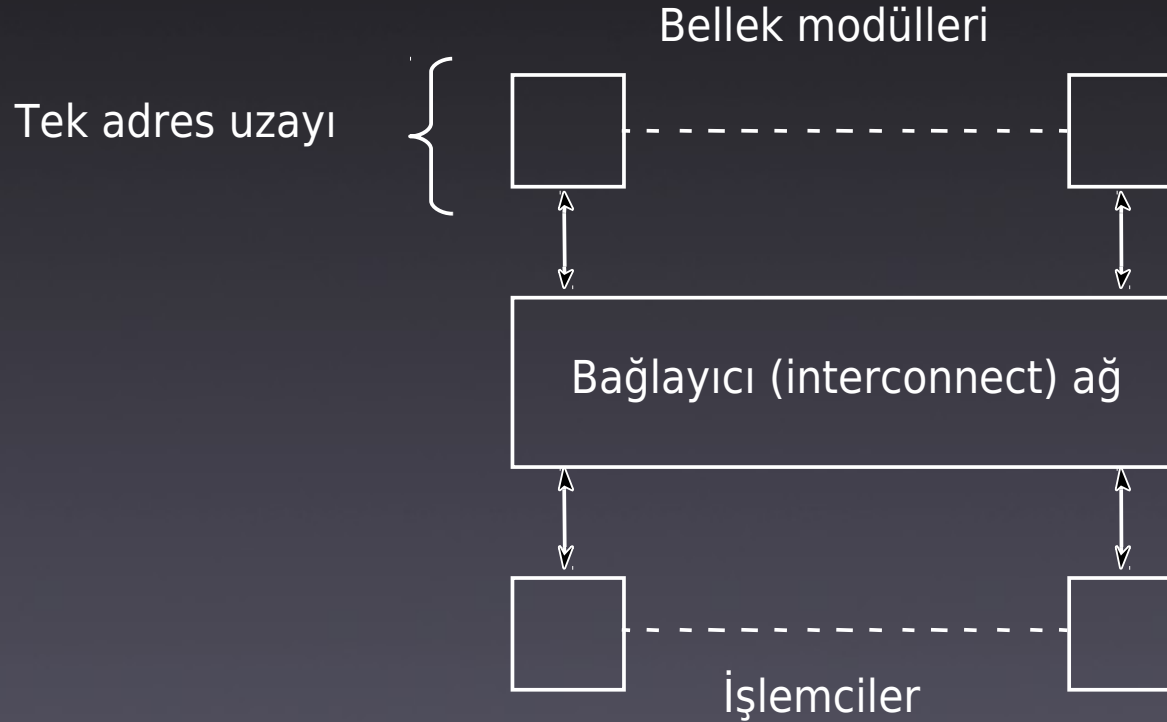 Bellek modülleri
Tek adres uzayı
Bağlayıcı (interconnect) ağ
İşlemciler